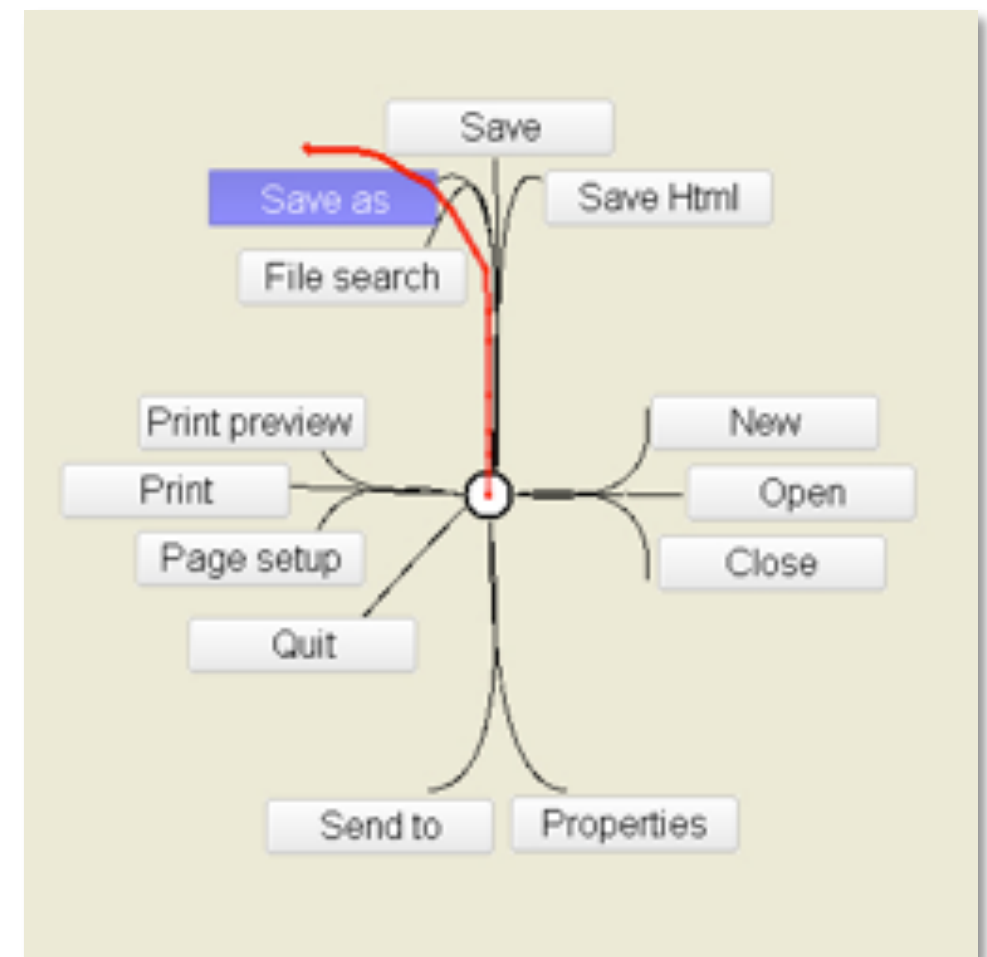 Save
Save as
Save Html
File search
Print preview
New
Print
Open
Page setup
Close
Quit
Send to
Properties